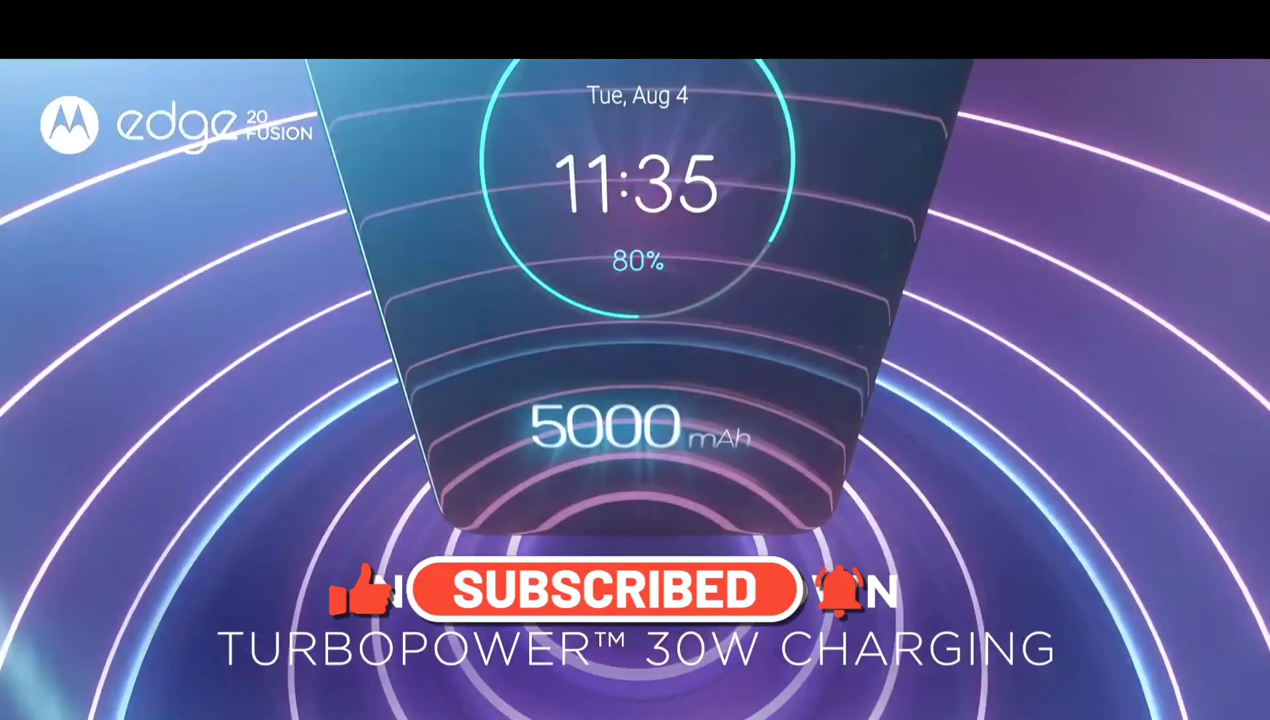 edge 20 FUSION
Tue, Aug 4
11:35
80%
5000 mAh
SUBSCRIBED
TURBOPOWER™ 30W CHARGING